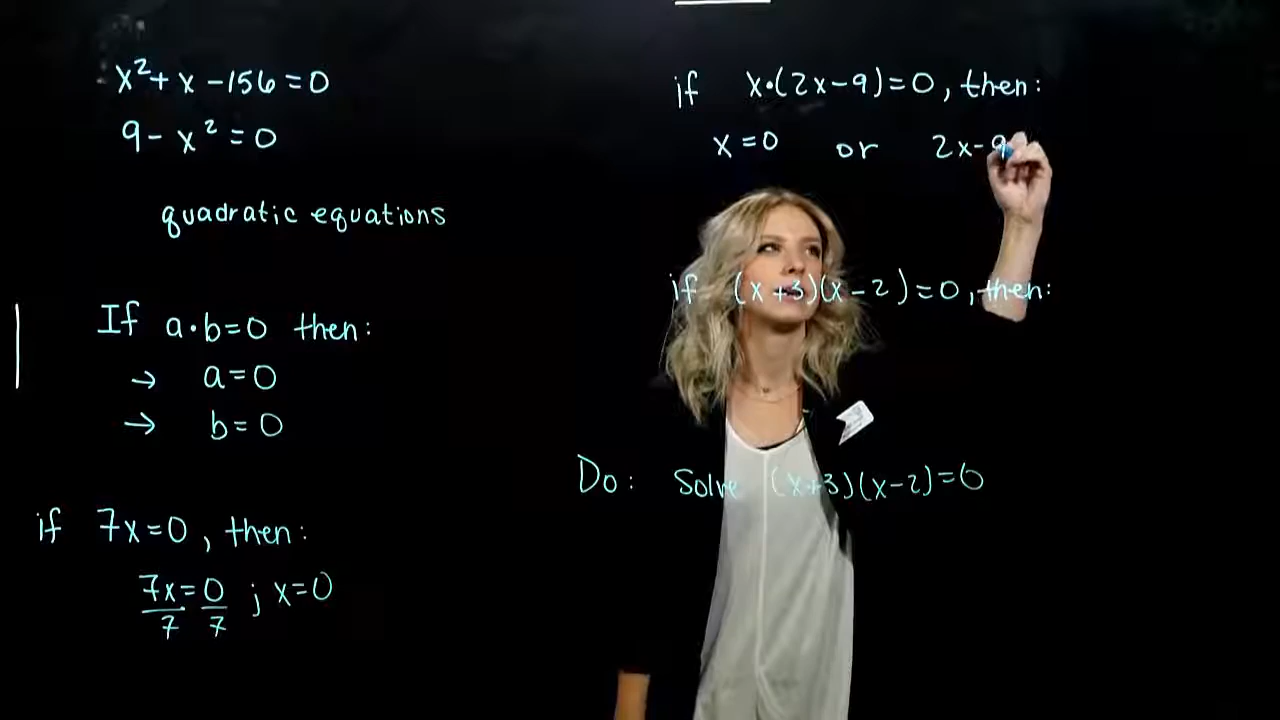 x²+x-156=0
9-x²=0
quadratic equations
If a·b=0 then:
→ a=0
→ b=0
if 7x=0, then:
7x=0 ; x=0
7 7
if x·(2x-9)=0, then:
x=0 or 2x-9
if (x+3)(x-2)=0, then:
Do: Solve (x+3)(x-2)=0